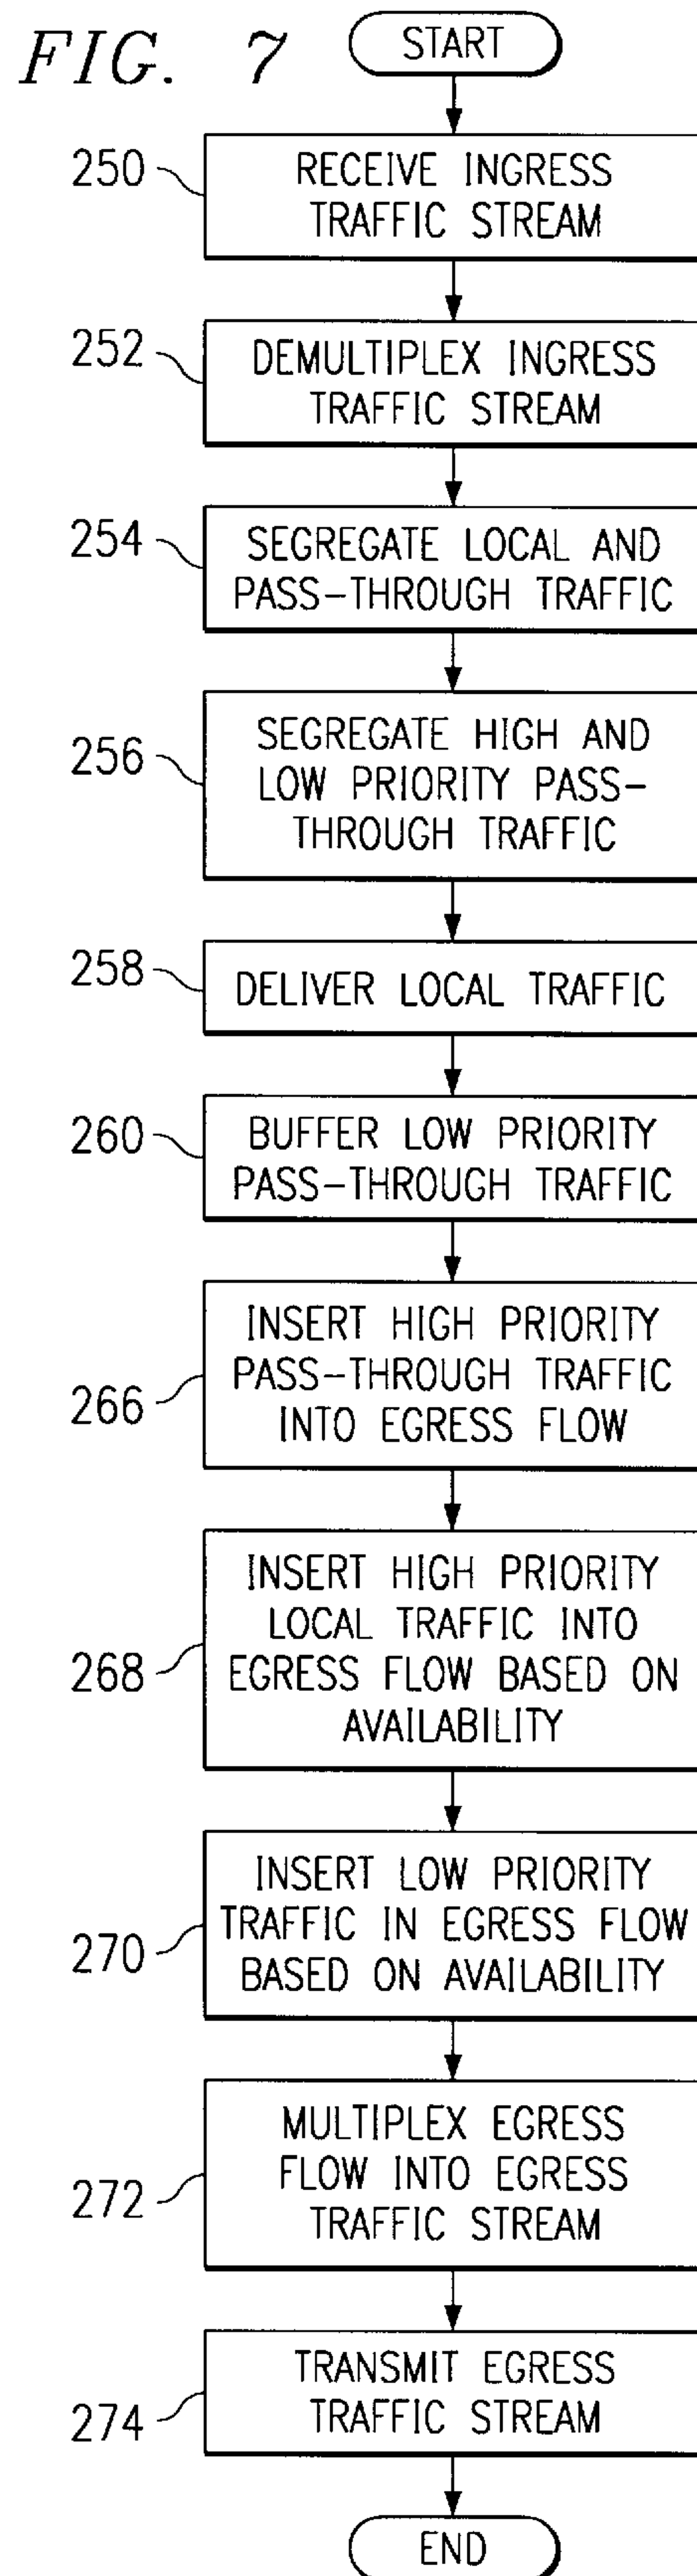 FIG. 7
START
250
RECEIVE INGRESS
TRAFFIC STREAM
252
DEMULTIPLEX INGRESS
TRAFFIC STREAM
254
SEGREGATE LOCAL AND
PASS-THROUGH TRAFFIC
256
SEGREGATE HIGH AND
LOW PRIORITY PASS-
THROUGH TRAFFIC
258
DELIVER LOCAL TRAFFIC
260
BUFFER LOW PRIORITY
PASS-THROUGH TRAFFIC
266
INSERT HIGH PRIORITY
PASS-THROUGH TRAFFIC
INTO EGRESS FLOW
268
INSERT HIGH PRIORITY
LOCAL TRAFFIC INTO
EGRESS FLOW BASED ON
AVAILABILITY
270
INSERT LOW PRIORITY
TRAFFIC IN EGRESS FLOW
BASED ON AVAILABILITY
272
MULTIPLEX EGRESS
FLOW INTO EGRESS
TRAFFIC STREAM
274
TRANSMIT EGRESS
TRAFFIC STREAM
END